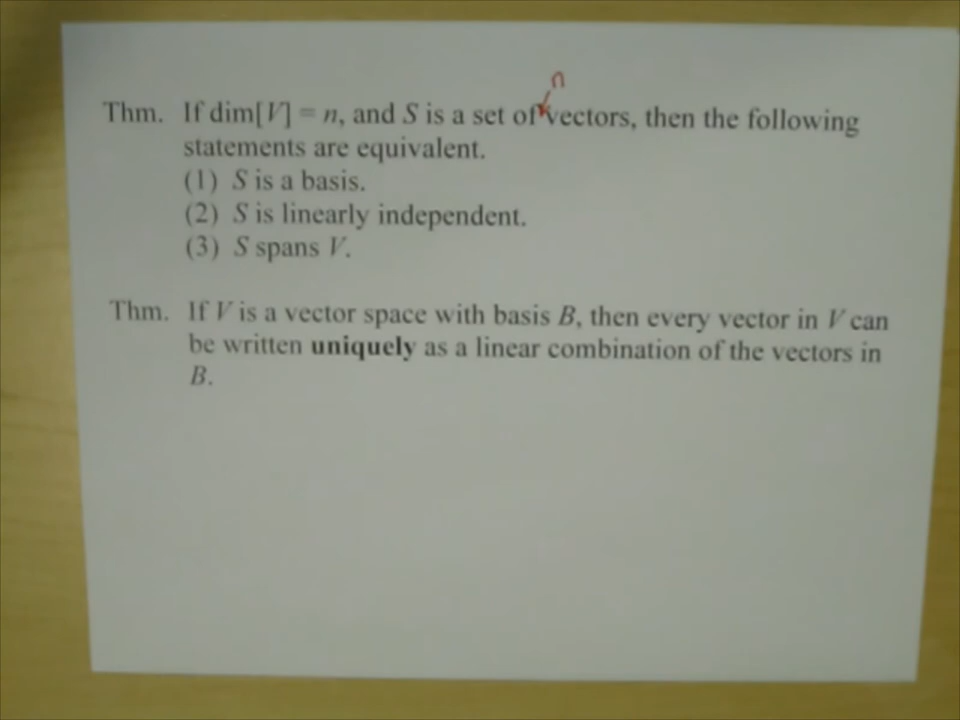 n
Thm. If dim[V] = n, and S is a set of vectors, then the following
statements are equivalent.
(1) S is a basis.
(2) S is linearly independent.
(3) S spans V.
Thm. If V is a vector space with basis B, then every vector in V can
be written uniquely as a linear combination of the vectors in
B.